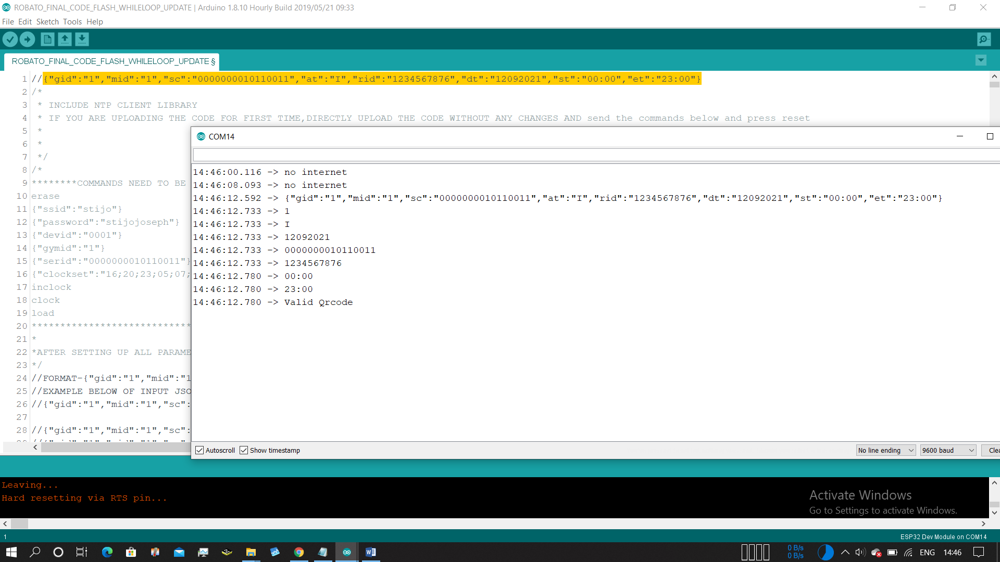 ROBATO_FINAL_CODE_FLASH_WHILELOOP_UPDATE | Arduino 1.8.10 Hourly Build 2019/05/21 09:33
File Edit Sketch Tools Help
ROBATO_FINAL_CODE_FLASH_WHILELOOP_UPDATE §
1 //{"gid":"1","mid":"1","sc":"0000000010110011","at":"I","rid":"1234567876","dt":"12092021","st":"00:00","et":"23:00"}
2 /*
3 * INCLUDE NTP CLIENT LIBRARY
4 * IF YOU ARE UPLOADING THE CODE FOR FIRST TIME,DIRECTLY UPLOAD THE CODE WITHOUT ANY CHANGES AND send the commands below and press reset
5 *
6 *
7 */
8 /*
9 ********COMMANDS NEED TO BE
10 erase
11 {"ssid":"stijo"}
12 {"password":"stijojoseph"}
13 {"devid":"0001"}
14 {"gymid":"1"}
15 {"serid":"0000000010110011"}
16 {"clockset":"16;20;23;05;07;
17 inclock
18 clock
19 load
20 ****************************
21 *
22 *AFTER SETTING UP ALL PARAME
23 */
24 //FORMAT-{"gid":"1","mid":"1
25 //EXAMPLE BELOW OF INPUT JSO
26 //{"gid":"1","mid":"1","sc":
27
28 //{"gid":"1","mid":"1","sc":
COM14
14:46:00.116 -> no internet
14:46:08.093 -> no internet
14:46:12.592 -> {"gid":"1","mid":"1","sc":"0000000010110011","at":"I","rid":"1234567876","dt":"12092021","st":"00:00","et":"23:00"}
14:46:12.733 -> 1
14:46:12.733 -> I
14:46:12.733 -> 12092021
14:46:12.733 -> 0000000010110011
14:46:12.733 -> 1234567876
14:46:12.780 -> 00:00
14:46:12.780 -> 23:00
14:46:12.780 -> Valid Qrcode
Autoscroll Show timestamp No line ending 9600 baud Clea
Leaving...
Hard resetting via RTS pin...
Activate Windows
Go to Settings to activate Windows.
1 ESP32 Dev Module on COM14
0 B/s
0 B/s
ENG 14:46